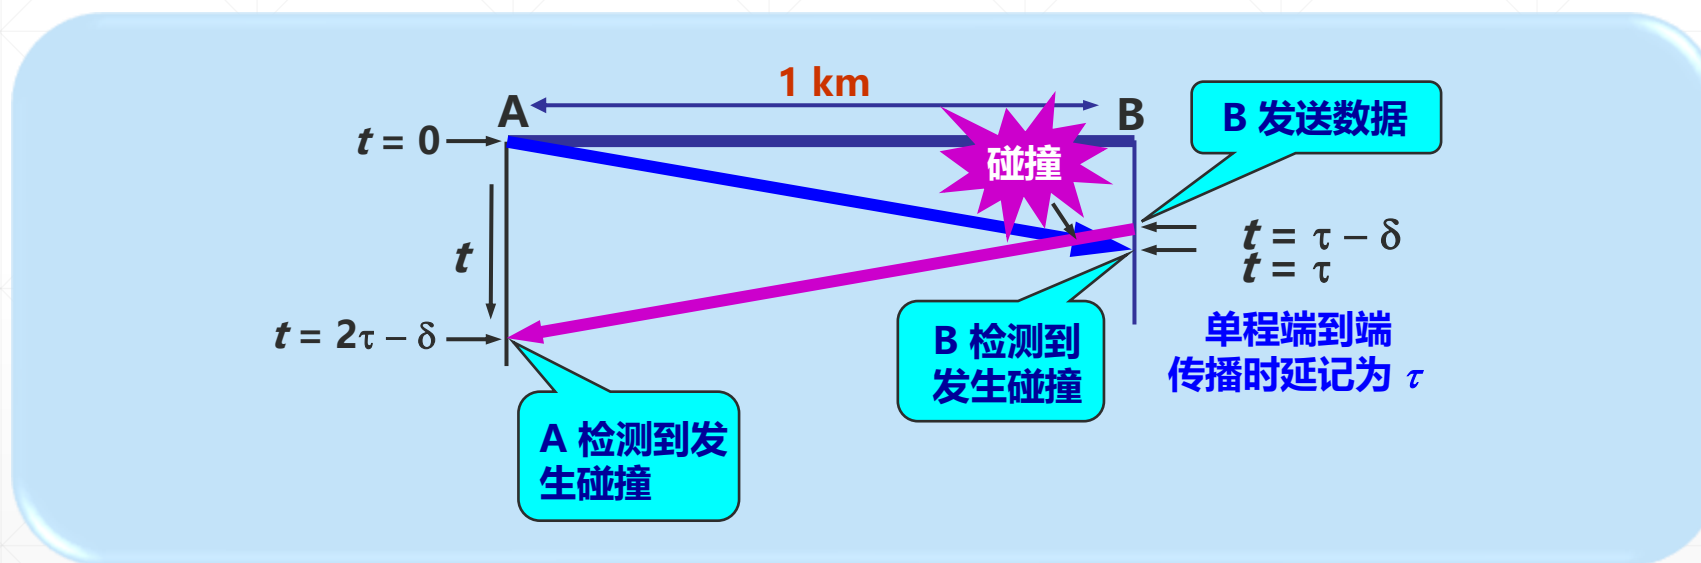 1 km
A
B
B 发送数据
t = 0
碰撞
t = τ – δ
t = τ
t
t = 2τ – δ
B 检测到
发生碰撞
单程端到端
传播时延记为 τ
A 检测到发
生碰撞